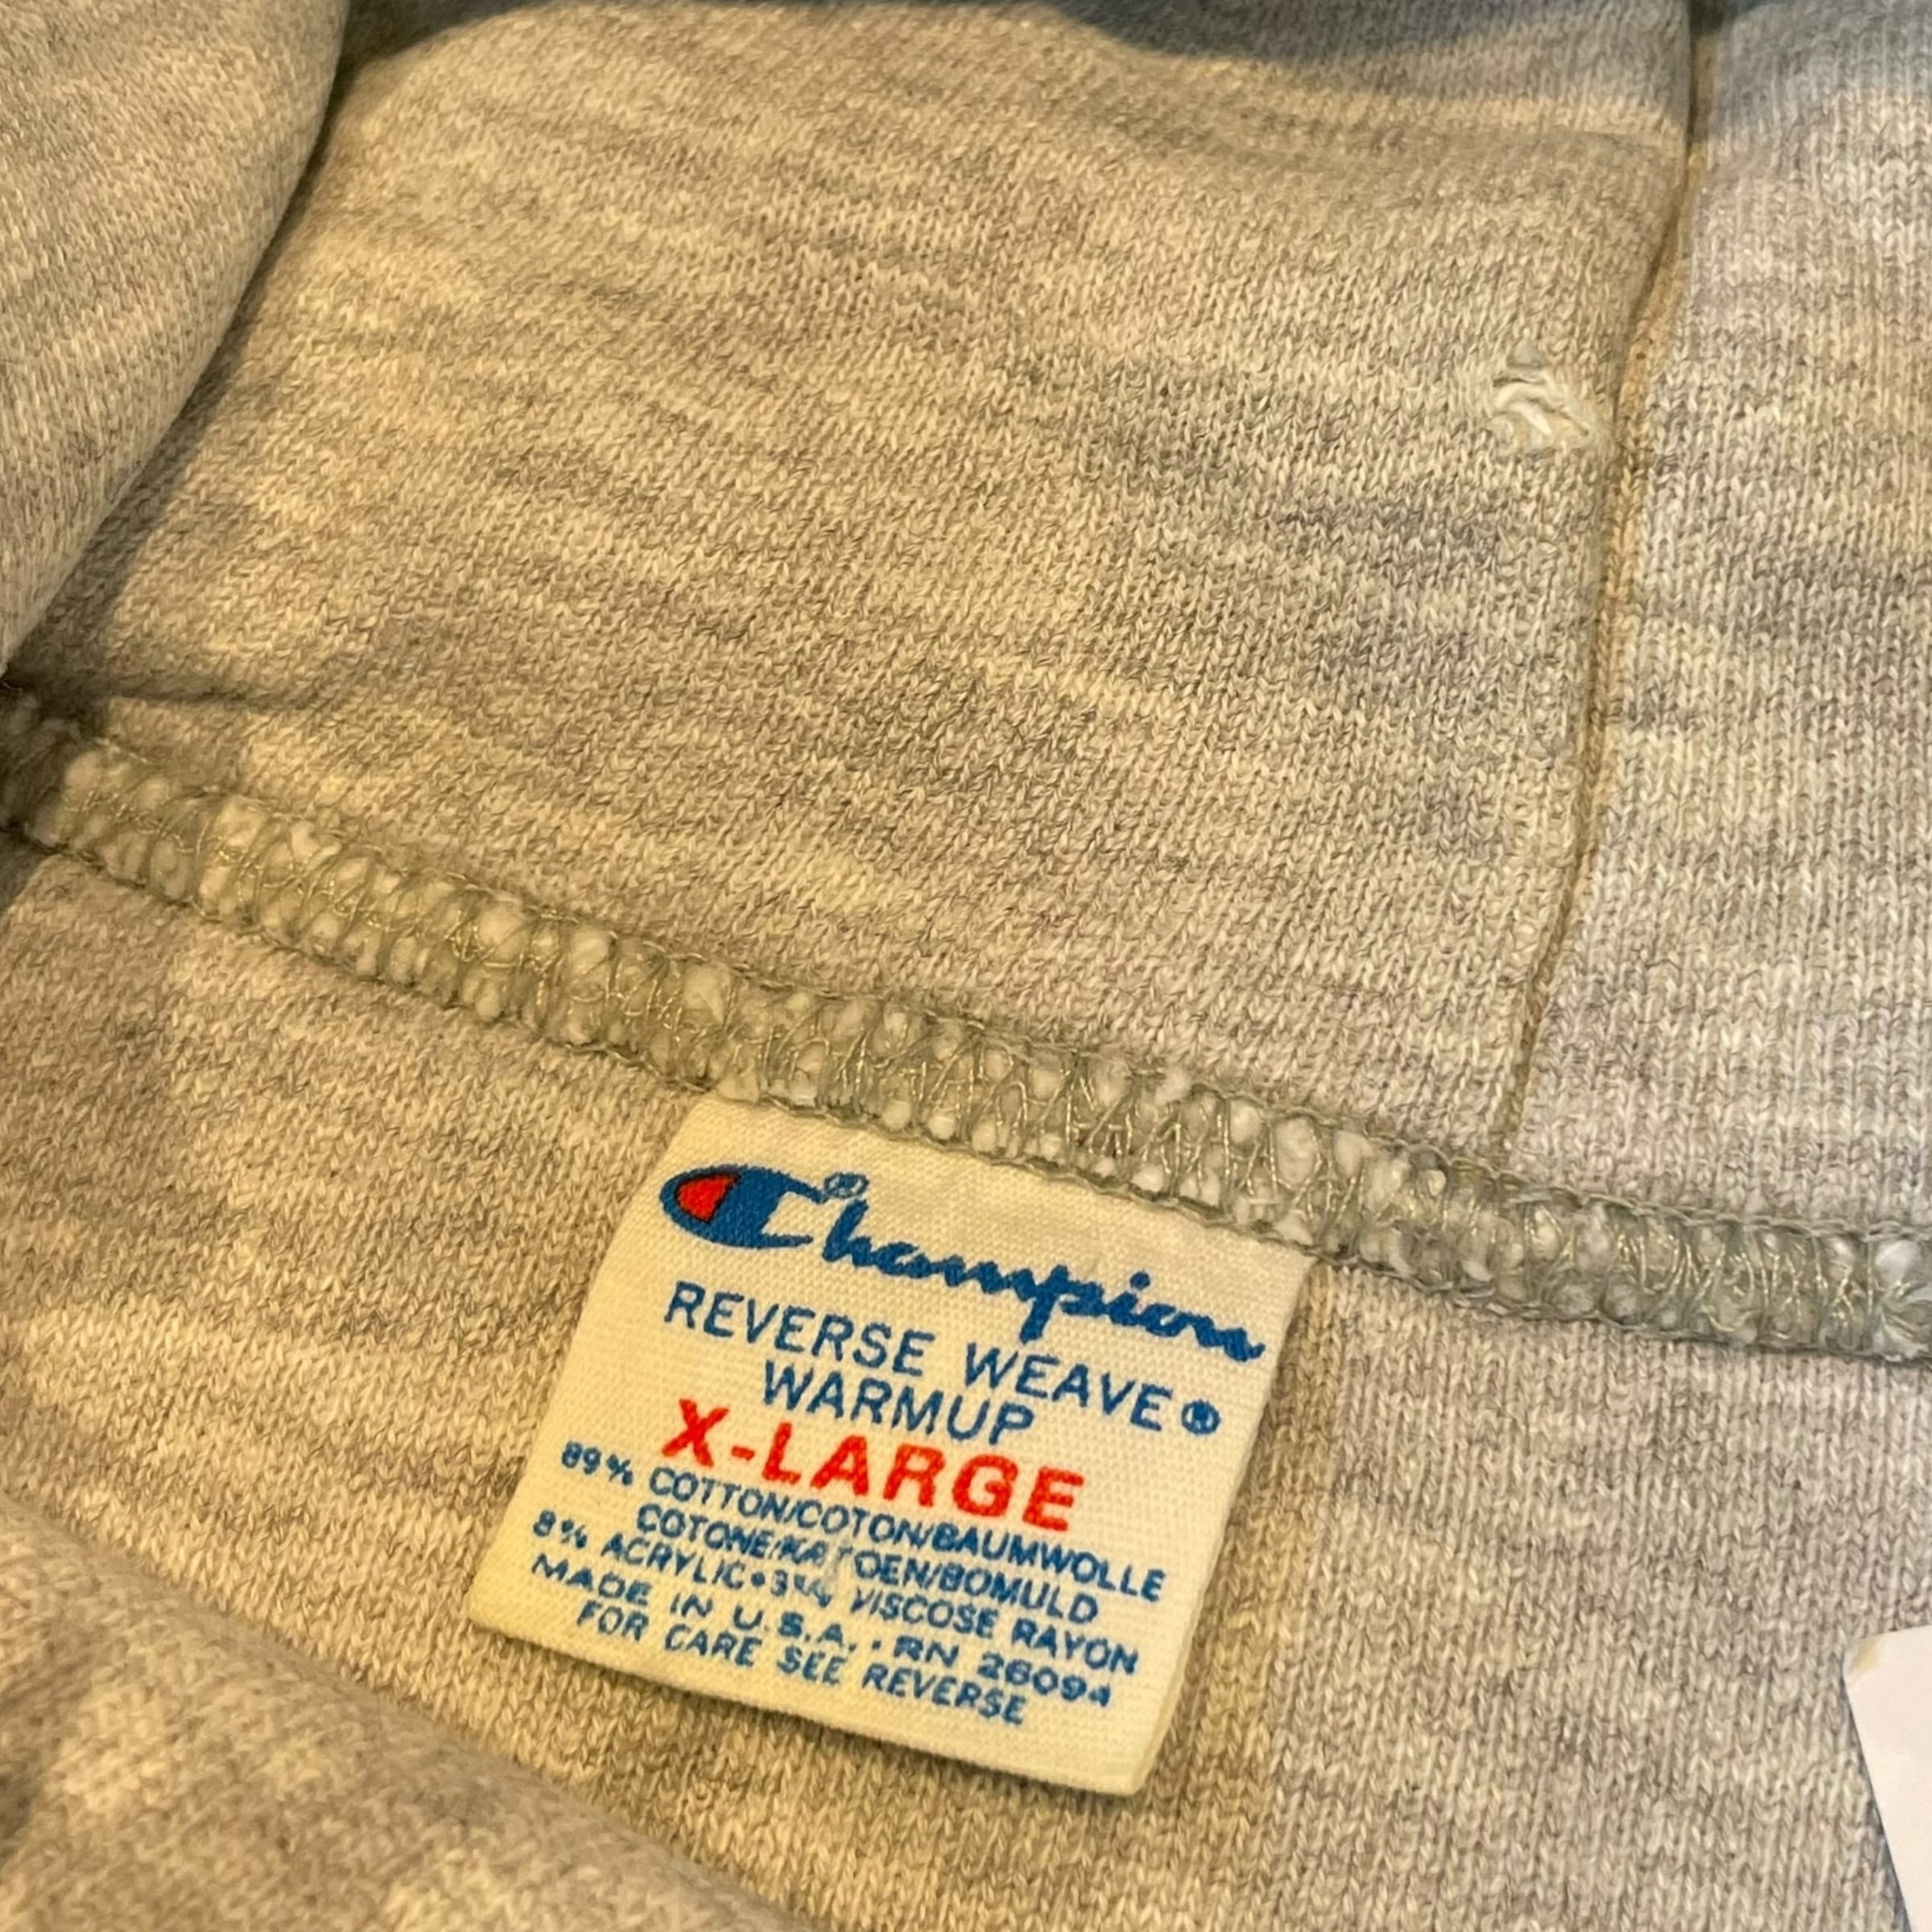 Champion®
REVERSE WEAVE®
WARMUP
X-LARGE
89% COTTON/COTON/BAUMWOLLE
COTONE/KATOEN/BOMULD
8% ACRYLIC•3% VISCOSE RAYON
MADE IN U.S.A. • RN 26094
FOR CARE SEE REVERSE